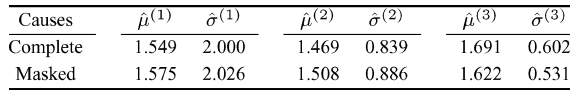 Causes μ̂(1) σ̂(1) μ̂(2) σ̂(2) μ̂(3) σ̂(3)
Complete 1.549 2.000 1.469 0.839 1.691 0.602
Masked 1.575 2.026 1.508 0.886 1.622 0.531